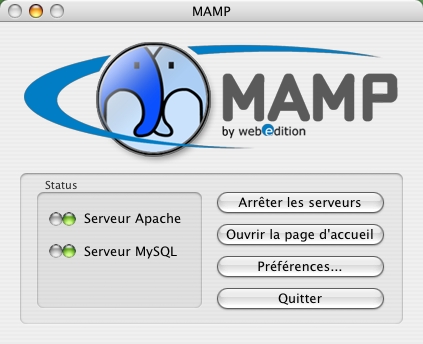 MAMP
MAMP
by webedition
Status
Serveur Apache
Serveur MySQL
Arrêter les serveurs
Ouvrir la page d'accueil
Préférences...
Quitter